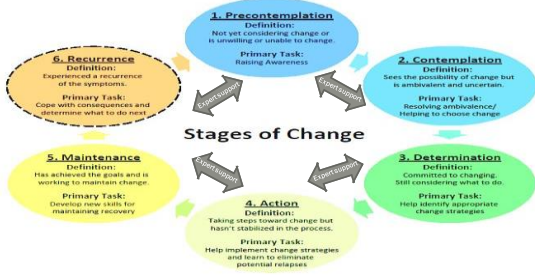 1. Precontemplation
Definition:
Not yet considering change or
is unwilling or unable to change.
Primary Task:
Raising Awareness
2. Contemplation
Definition:
Sees the possibility of change but
is ambivalent and uncertain.
Primary Task:
Resolving ambivalence/
Helping to choose change
3. Determination
Definition:
Committed to changing.
Still considering what to do.
Primary Task:
Help identify appropriate
change strategies
4. Action
Definition:
Taking steps toward change but
hasn't stabilized in the process.
Primary Task:
Help implement change strategies
and learn to eliminate
potential relapses
5. Maintenance
Definition:
Has achieved the goals and is
working to maintain change.
Primary Task:
Develop new skills for
maintaining recovery
6. Recurrence
Definition:
Experienced a recurrence
of the symptoms.
Primary Task:
Cope with consequences and
determine what to do next
Stages of Change
Expert support
Expert support
Expert support
Expert support